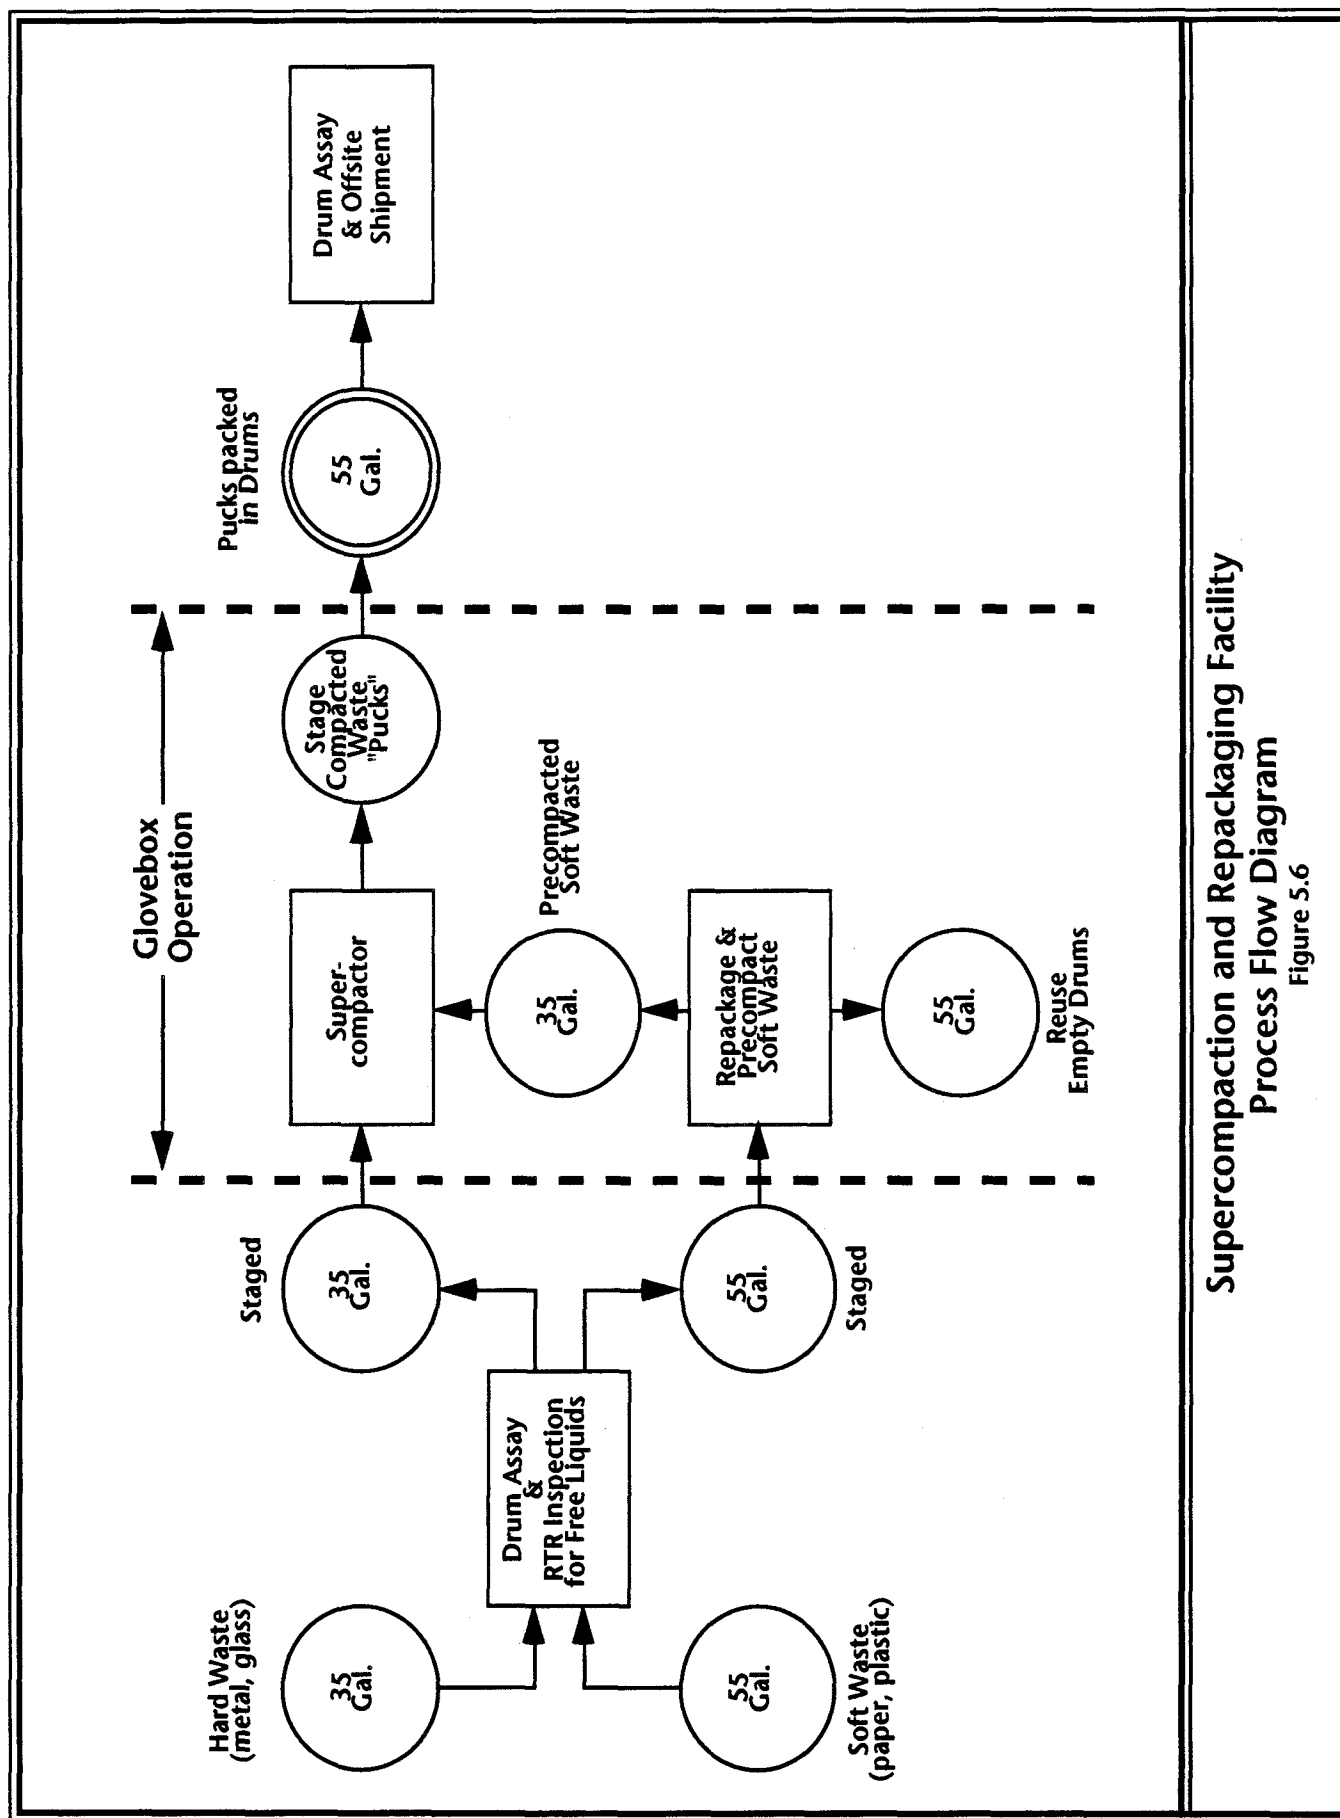 Glovebox
Operation
Hard Waste
(metal, glass)
35
Gal.
Soft Waste
(paper, plastic)
55
Gal.
Drum Assay
&
RTR Inspection
for Free Liquids
Staged
35
Gal.
55
Gal.
Staged
Super-
compactor
Precompacted
Soft Waste
35
Gal.
Repackage &
Precompact
Soft Waste
55
Gal.
Reuse
Empty Drums
Stage
Compacted
Waste
"Pucks"
Pucks packed
in Drums
55
Gal.
Drum Assay
& Offsite
Shipment
Supercompaction and Repackaging Facility
Process Flow Diagram
Figure 5.6